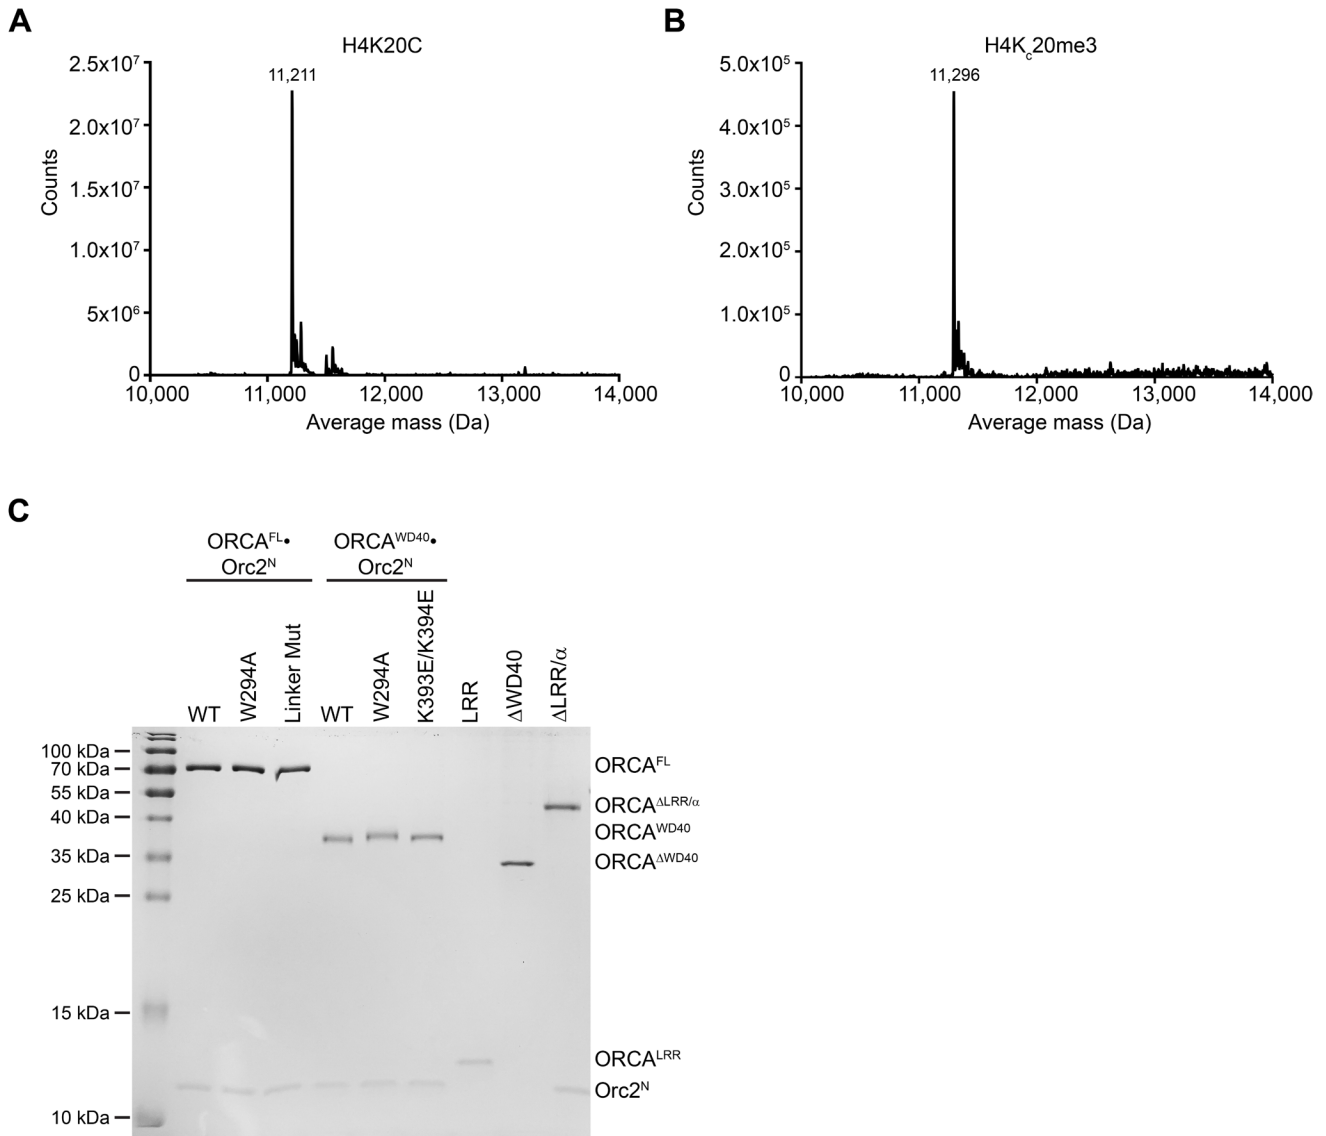 A
H4K20C
2.5x10⁷
2.0x10⁷
1.5x10⁷
1.0x10⁷
5x10⁶
0
Counts
11,211
10,000 11,000 12,000 13,000 14,000
Average mass (Da)
B
H4Kc20me3
5.0x10⁵
4.0x10⁵
3.0x10⁵
2.0x10⁵
1.0x10⁵
0
Counts
11,296
10,000 11,000 12,000 13,000 14,000
Average mass (Da)
C
ORCAᶠᴸ•
Orc2ᴺ
ORCAᵂᴰ⁴⁰•
Orc2ᴺ
WT
W294A
Linker Mut
WT
W294A
K393E/K394E
LRR
ΔWD40
ΔLRR/α
100 kDa
70 kDa
55 kDa
40 kDa
35 kDa
25 kDa
15 kDa
10 kDa
ORCAFL
ORCAΔLRR/α
ORCAWD40
ORCAΔWD40
ORCALRR
Orc2N